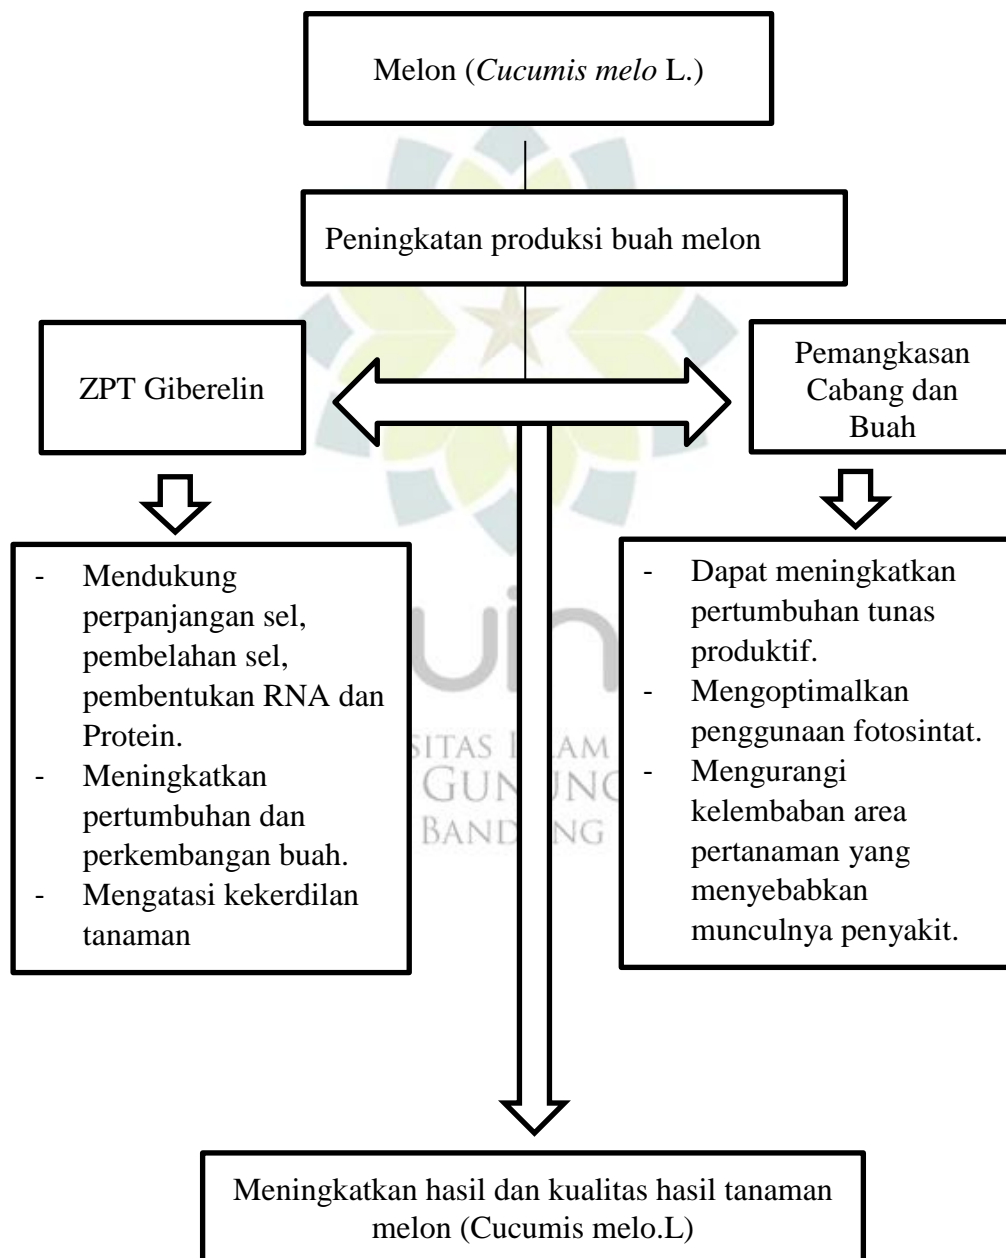 Melon (Cucumis melo L.)
Peningkatan produksi buah melon
ZPT Giberelin
Pemangkasan
Cabang dan
Buah
- Mendukung
perpanjangan sel,
pembelahan sel,
pembentukan RNA dan
Protein.
- Meningkatkan
pertumbuhan dan
perkembangan buah.
- Mengatasi kekerdilan
tanaman
- Dapat meningkatkan
pertumbuhan tunas
produktif.
- Mengoptimalkan
penggunaan fotosintat.
- Mengurangi
kelembaban area
pertanaman yang
menyebabkan
munculnya penyakit.
uin
Meningkatkan hasil dan kualitas hasil tanaman
melon (Cucumis melo.L)